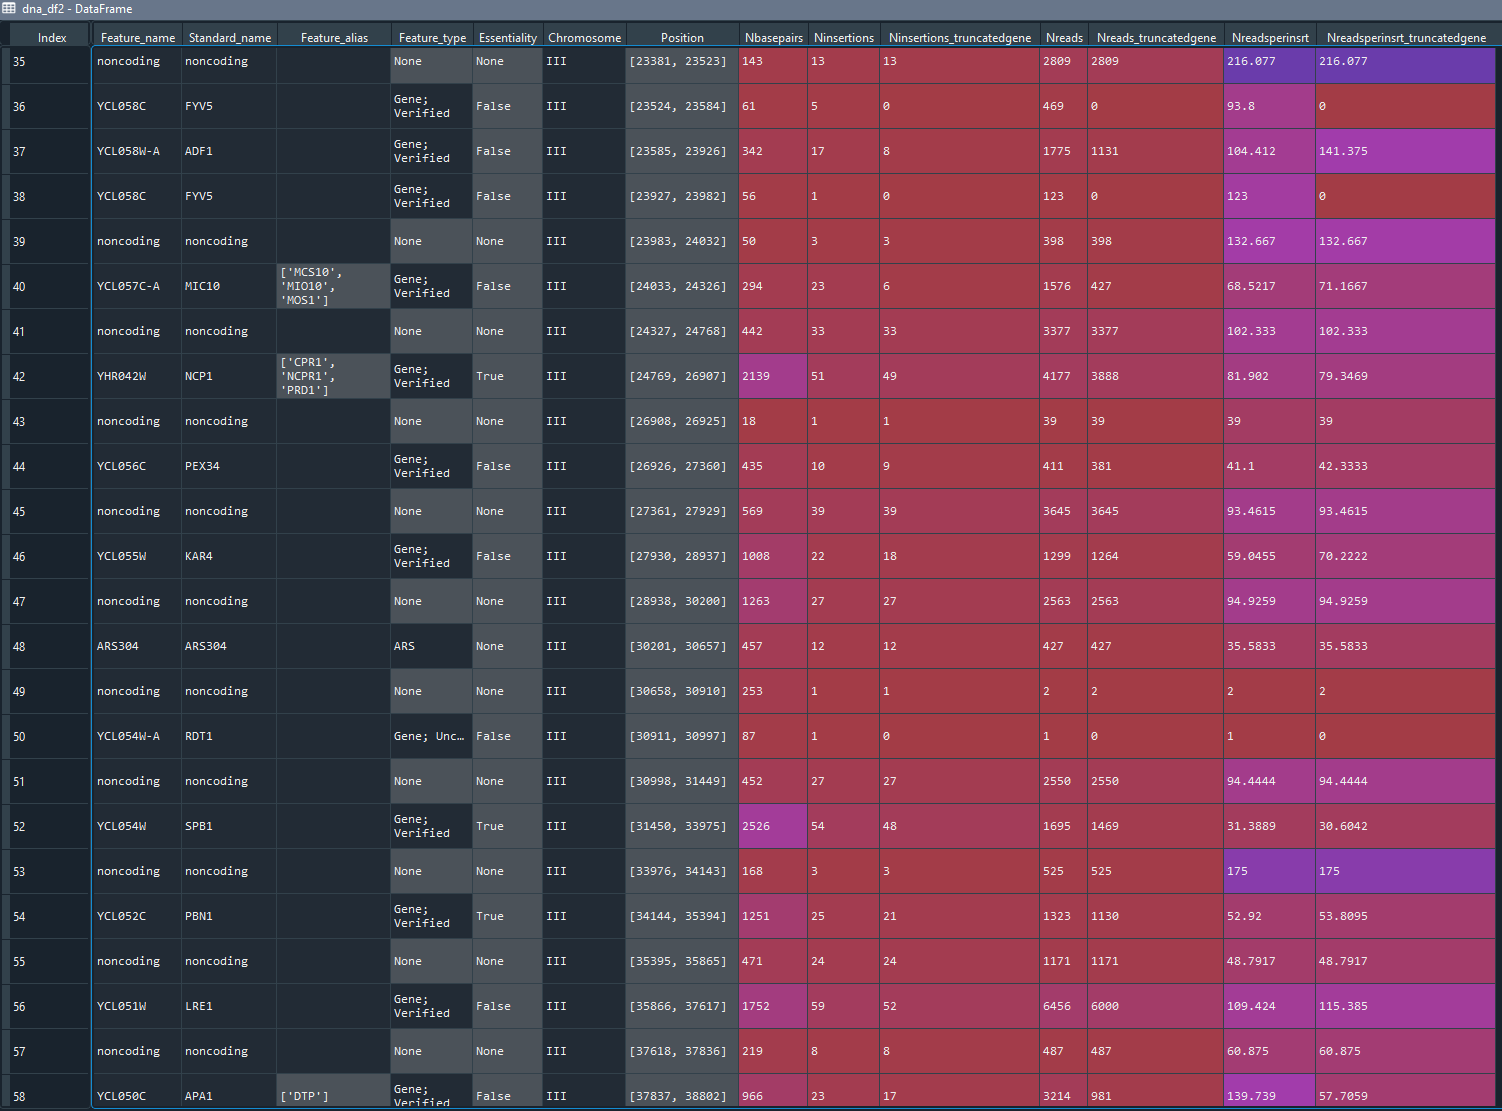 dna_df2 - DataFrame
Index Feature_name Standard_name Feature_alias Feature_type Essentiality Chromosome Position Nbasepairs Ninsertions Ninsertions_truncatedgene Nreads Nreads_truncatedgene Nreadsperinsrt Nreadsperinsrt_truncatedgene
35 noncoding noncoding None None III [23381, 23523] 143 13 13 2809 2809 216.077 216.077
36 YCL058C FYV5 Gene; Verified False III [23524, 23584] 61 5 0 469 0 93.8 0
37 YCL058W-A ADF1 Gene; Verified False III [23585, 23926] 342 17 8 1775 1131 104.412 141.375
38 YCL058C FYV5 Gene; Verified False III [23927, 23982] 56 1 0 123 0 123 0
39 noncoding noncoding None None III [23983, 24032] 50 3 3 398 398 132.667 132.667
40 YCL057C-A MIC10 ['MCS10', 'MIO10', 'MOS1'] Gene; Verified False III [24033, 24326] 294 23 6 1576 427 68.5217 71.1667
41 noncoding noncoding None None III [24327, 24768] 442 33 33 3377 3377 102.333 102.333
42 YHR042W NCP1 ['CPR1', 'NCPR1', 'PRD1'] Gene; Verified True III [24769, 26907] 2139 51 49 4177 3888 81.902 79.3469
43 noncoding noncoding None None III [26908, 26925] 18 1 1 39 39 39 39
44 YCL056C PEX34 Gene; Verified False III [26926, 27360] 435 10 9 411 381 41.1 42.3333
45 noncoding noncoding None None III [27361, 27929] 569 39 39 3645 3645 93.4615 93.4615
46 YCL055W KAR4 Gene; Verified False III [27930, 28937] 1008 22 18 1299 1264 59.0455 70.2222
47 noncoding noncoding None None III [28938, 30200] 1263 27 27 2563 2563 94.9259 94.9259
48 ARS304 ARS304 ARS None III [30201, 30657] 457 12 12 427 427 35.5833 35.5833
49 noncoding noncoding None None III [30658, 30910] 253 1 1 2 2 2 2
50 YCL054W-A RDT1 Gene; Unc… False III [30911, 30997] 87 1 0 1 0 1 0
51 noncoding noncoding None None III [30998, 31449] 452 27 27 2550 2550 94.4444 94.4444
52 YCL054W SPB1 Gene; Verified True III [31450, 33975] 2526 54 48 1695 1469 31.3889 30.6042
53 noncoding noncoding None None III [33976, 34143] 168 3 3 525 525 175 175
54 YCL052C PBN1 Gene; Verified True III [34144, 35394] 1251 25 21 1323 1130 52.92 53.8095
55 noncoding noncoding None None III [35395, 35865] 471 24 24 1171 1171 48.7917 48.7917
56 YCL051W LRE1 Gene; Verified False III [35866, 37617] 1752 59 52 6456 6000 109.424 115.385
57 noncoding noncoding None None III [37618, 37836] 219 8 8 487 487 60.875 60.875
58 YCL050C APA1 ['DTP'] Gene; Verified False III [37837, 38802] 966 23 17 3214 981 139.739 57.7059